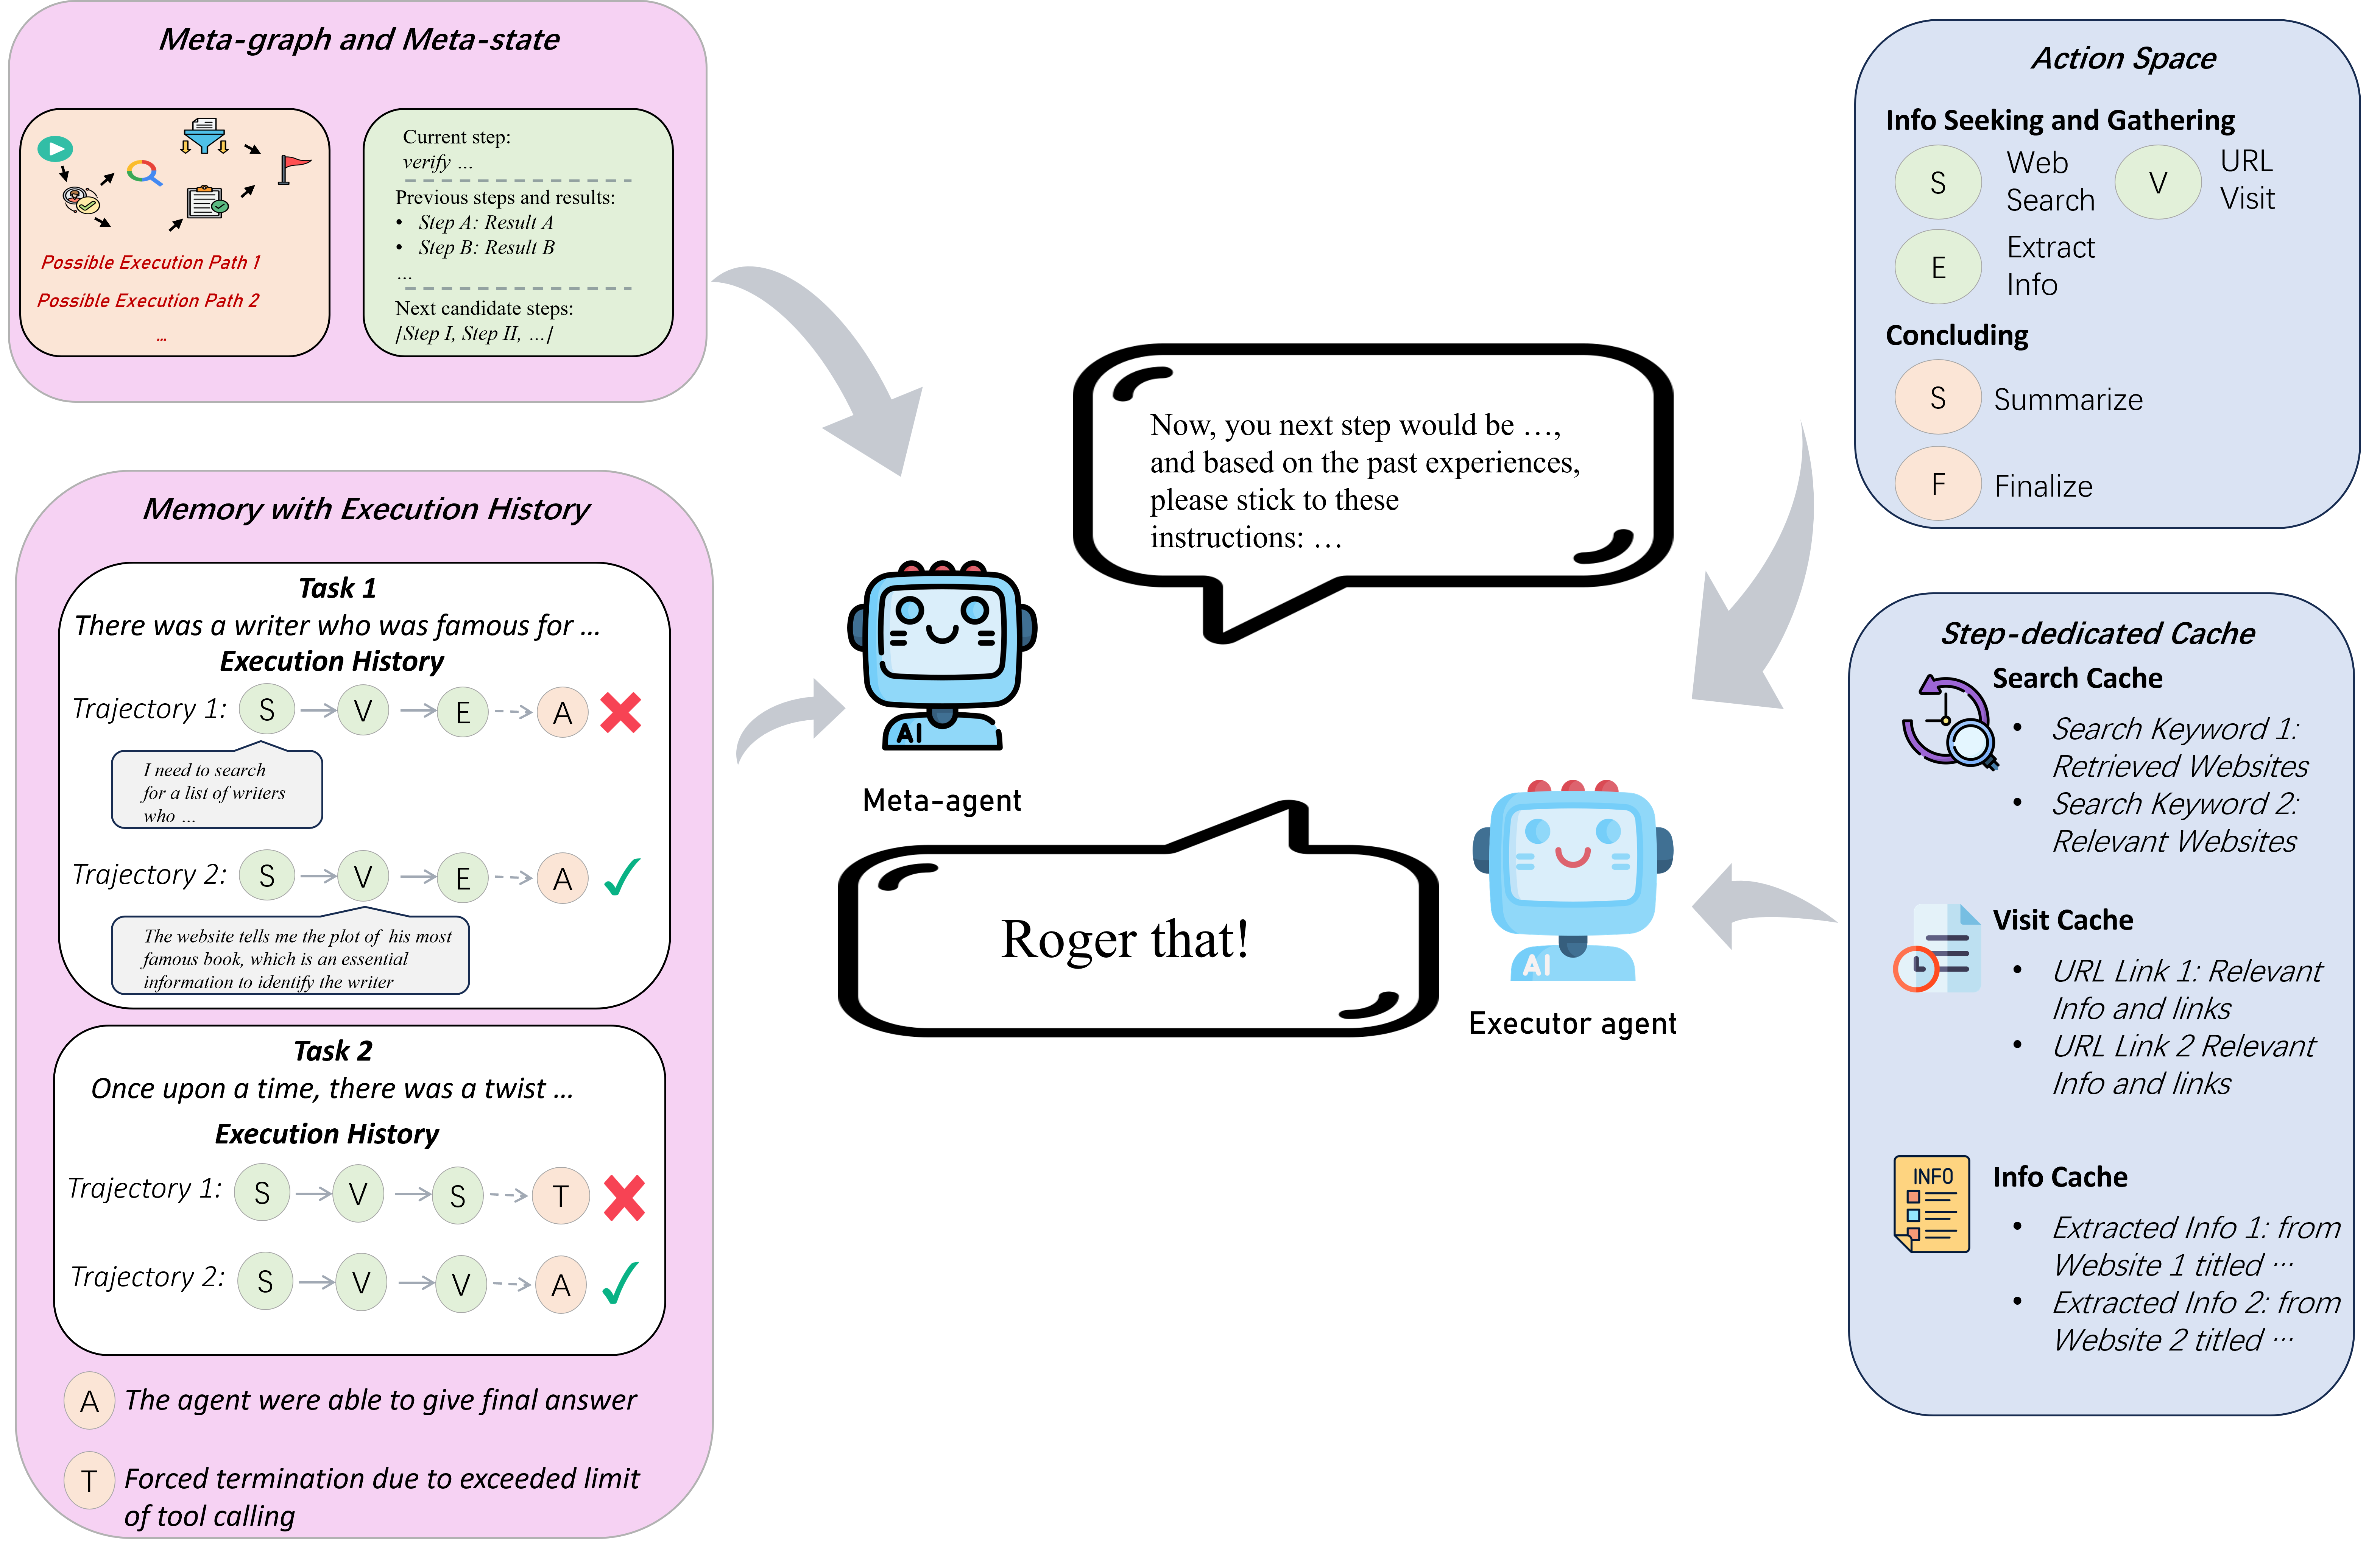 Meta-graph and Meta-state
Possible Execution Path 1
Possible Execution Path 2
...
Current step:
verify ...
Previous steps and results:
• Step A: Result A
• Step B: Result B
...
Next candidate steps:
[Step I, Step II, ...]
Memory with Execution History
Task 1
There was a writer who was famous for ...
Execution History
Trajectory 1: S V E A
I need to search
for a list of writers
who ...
Trajectory 2: S V E A
The website tells me the plot of his most
famous book, which is an essential
information to identify the writer
Task 2
Once upon a time, there was a twist ...
Execution History
Trajectory 1: S V S T
Trajectory 2: S V V A
A The agent were able to give final answer
T Forced termination due to exceeded limit
of tool calling
Now, you next step would be ...,
and based on the past experiences,
please stick to these
instructions: ...
AI
Meta-agent
Roger that!
AI
Executor agent
Action Space
Info Seeking and Gathering
S Web
Search
V URL
Visit
E Extract
Info
Concluding
S Summarize
F Finalize
Step-dedicated Cache
Search Cache
• Search Keyword 1:
Retrieved Websites
• Search Keyword 2:
Relevant Websites
Visit Cache
• URL Link 1: Relevant
Info and links
• URL Link 2 Relevant
Info and links
INFO
Info Cache
• Extracted Info 1: from
Website 1 titled ...
• Extracted Info 2: from
Website 2 titled ...